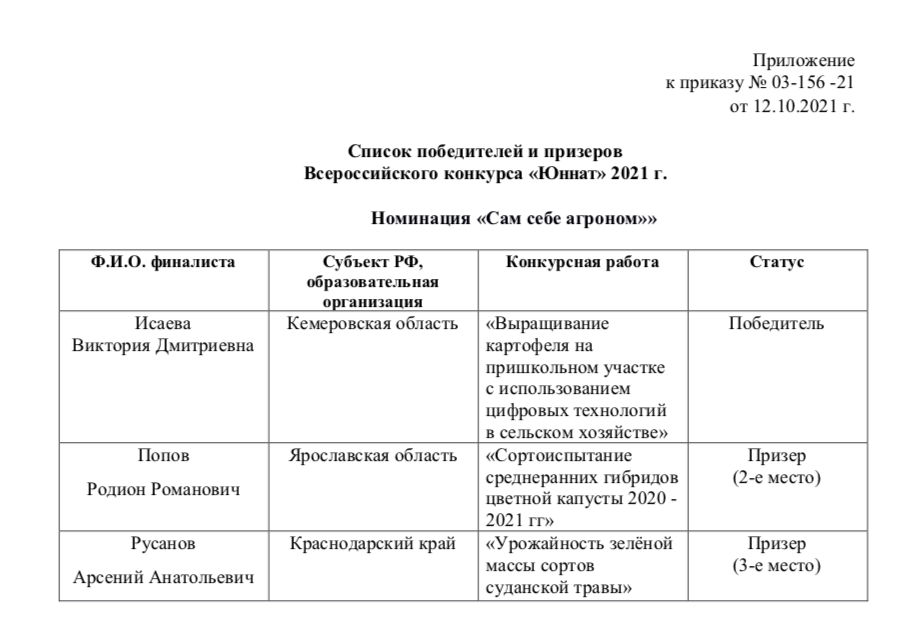 Приложение
к приказу № 03-156 -21
от 12.10.2021 г.
Список победителей и призеров
Всероссийского конкурса «Юннат» 2021 г.
Номинация «Сам себе агроном»»
Ф.И.О. финалиста
Субъект РФ,
образовательная
организация
Конкурсная работа
Статус
Исаева
Виктория Дмитриевна
Кемеровская область
«Выращивание
картофеля на
пришкольном участке
с использованием
цифровых технологий
в сельском хозяйстве»
Победитель
Попов
Родион Романович
Ярославская область
«Сортоиспытание
среднеранних гибридов
цветной капусты 2020 -
2021 гг»
Призер
(2-е место)
Русанов
Арсений Анатольевич
Краснодарский край
«Урожайность зелёной
массы сортов
суданской травы»
Призер
(3-е место)